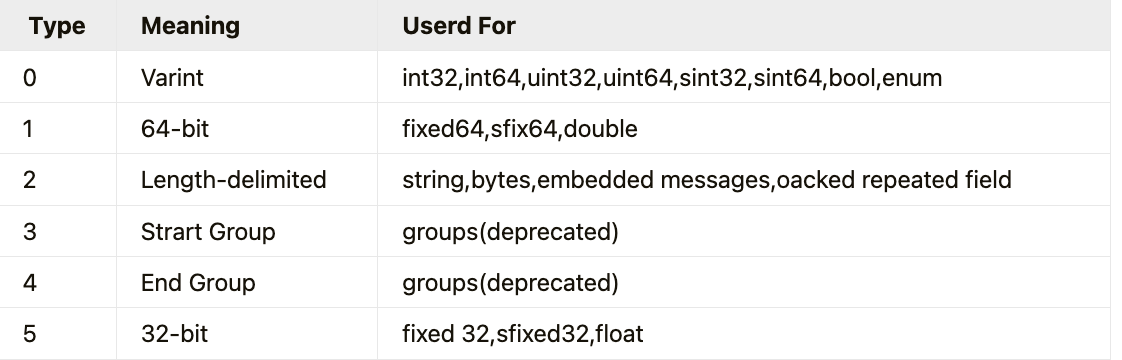 Type Meaning Userd For
0 Varint int32,int64,uint32,uint64,sint32,sint64,bool,enum
1 64-bit fixed64,sfix64,double
2 Length-delimited string,bytes,embedded messages,oacked repeated field
3 Strart Group groups(deprecated)
4 End Group groups(deprecated)
5 32-bit fixed 32,sfixed32,float